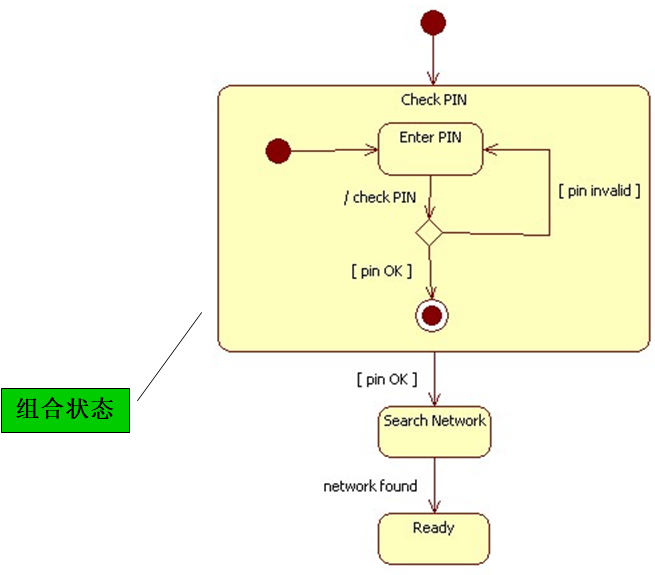 Check PIN
Enter PIN
[ pin invalid ]
/ check PIN
[ pin OK ]
[ pin OK ]
组合状态
Search Network
network found
Ready